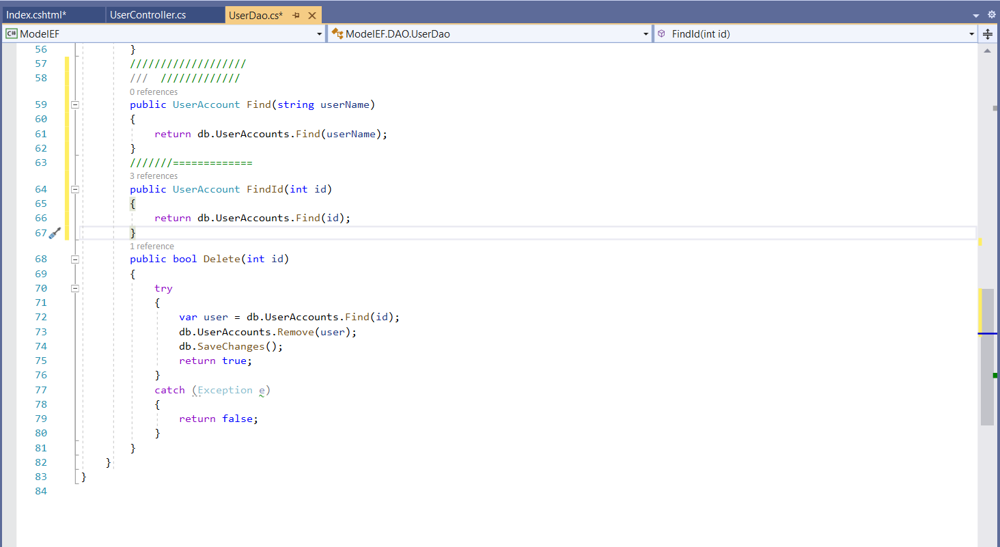 Index.cshtml* UserController.cs UserDao.cs*
C# ModelEF ModelEF.DAO.UserDao FindId(int id)
56 }
57 ///////////////////
58 /// /////////////
0 references
59 public UserAccount Find(string userName)
60 {
61 return db.UserAccounts.Find(userName);
62 }
63 ///////=============
3 references
64 public UserAccount FindId(int id)
65 {
66 return db.UserAccounts.Find(id);
67 }
1 reference
68 public bool Delete(int id)
69 {
70 try
71 {
72 var user = db.UserAccounts.Find(id);
73 db.UserAccounts.Remove(user);
74 db.SaveChanges();
75 return true;
76 }
77 catch (Exception e)
78 {
79 return false;
80 }
81 }
82 }
83 }
84